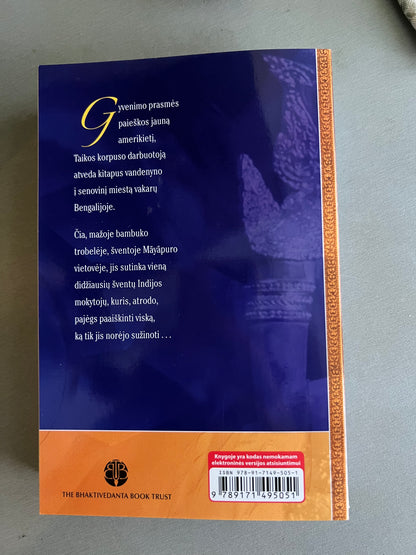 Gyvenimo prasmės
paieškos jauną
amerikietį,
Taikos korpuso darbuotoją
atveda kitapus vandenyno
į senovinį miestą vakarų
Bengalijoje.
Čia, mažoje bambuko
trobelėje, šventoje Māyāpuro
vietovėje, jis sutinka vieną
didžiausių šventų Indijos
mokytojų, kuris, atrodo,
pajėgs paaiškinti viską,
ką tik jis norėjo sužinoti . . .
Knygoje yra kodas nemokamam
elektroninės versijos atsisiuntimui
ISBN 978-91-7149-505-1
9 789171 495051
THE BHAKTIVEDANTA BOOK TRUST